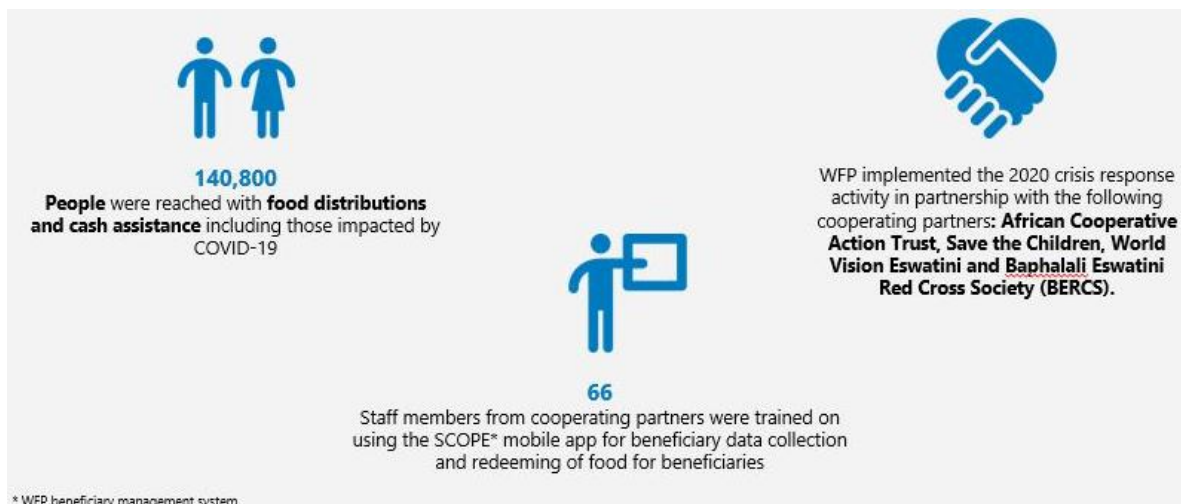 140,800
People were reached with food distributions
and cash assistance including those impacted by
COVID-19
WFP implemented the 2020 crisis response
activity in partnership with the following
cooperating partners: African Cooperative
Action Trust, Save the Children, World
Vision Eswatini and Baphalali Eswatini
Red Cross Society (BERCS).
66
Staff members from cooperating partners were trained on
using the SCOPE* mobile app for beneficiary data collection
and redeeming of food for beneficiaries
* WFP beneficiary management system